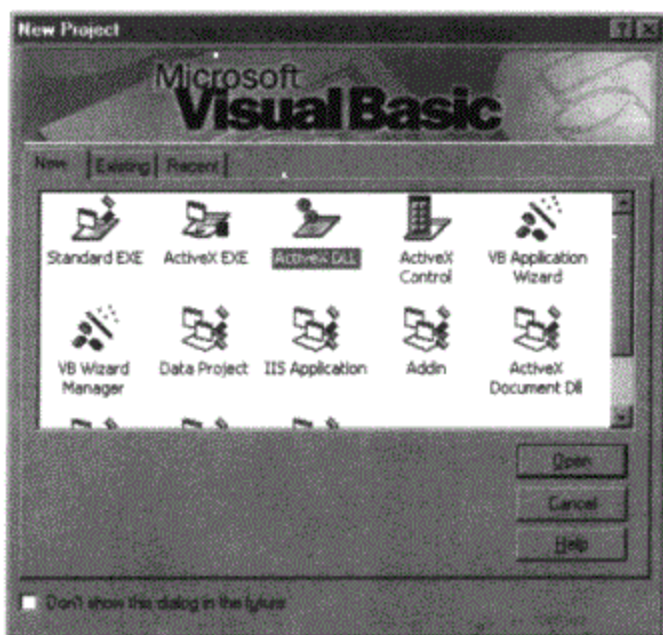 New Project
Microsoft
Visual Basic
New Existing Recent
Standard EXE ActiveX EXE ActiveX DLL ActiveX Control VB Application Wizard
VB Wizard Manager Data Project IIS Application Addin ActiveX Document Dll
Open
Cancel
Help
Don't show this dialog in the future